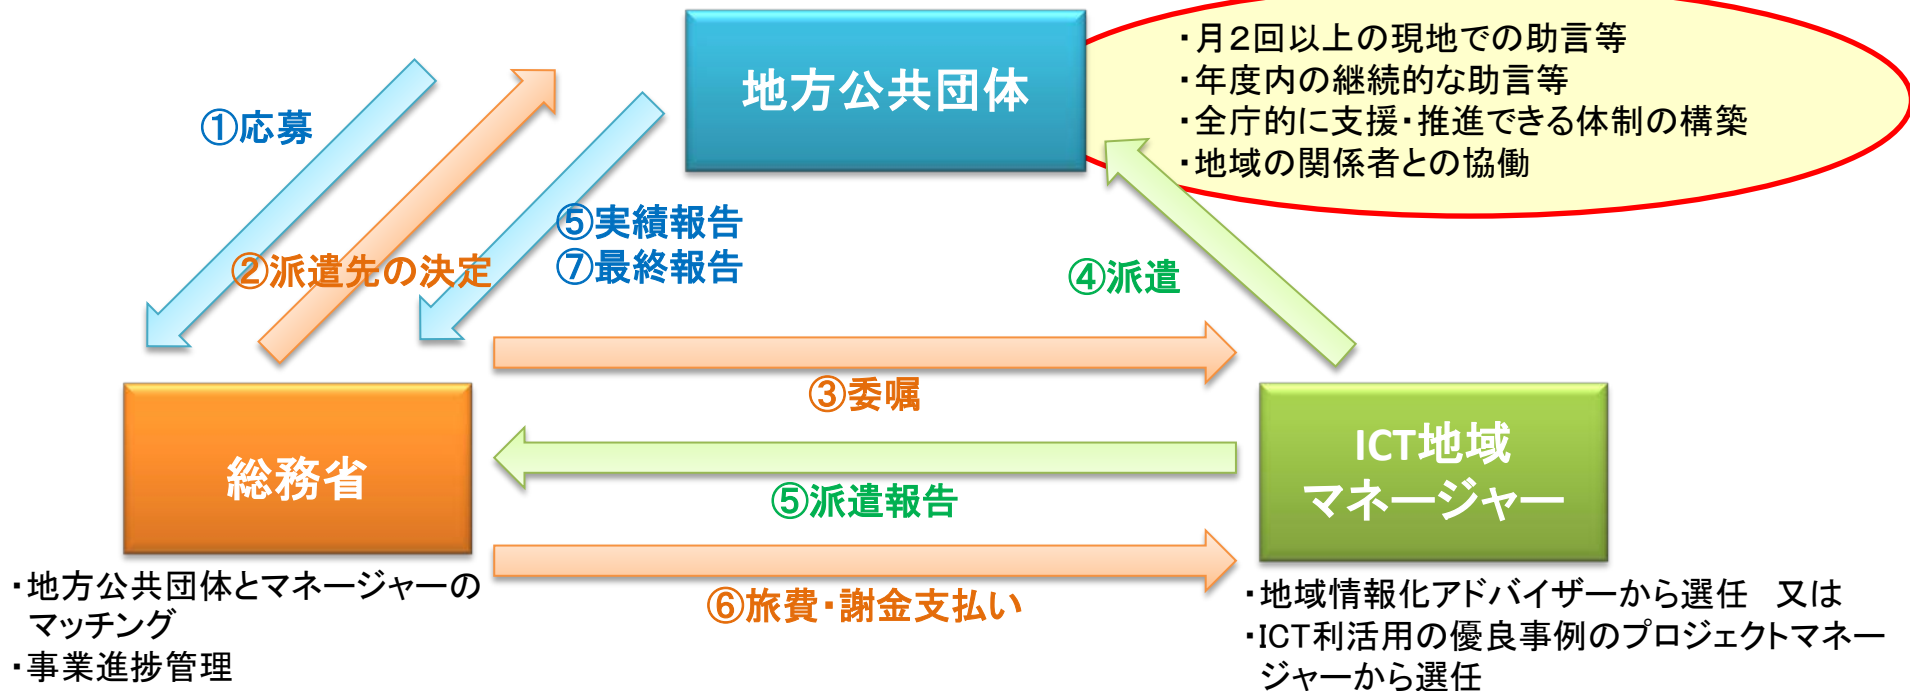 地方公共団体
・月2回以上の現地での助言等
・年度内の継続的な助言等
・全庁的に支援・推進できる体制の構築
・地域の関係者との協働
①応募
②派遣先の決定
⑤実績報告
⑦最終報告
④派遣
③委嘱
総務省
⑤派遣報告
ICT地域
マネージャー
⑥旅費・謝金支払い
・地方公共団体とマネージャーの
マッチング
・事業進捗管理
・地域情報化アドバイザーから選任　又は
・ICT利活用の優良事例のプロジェクトマネー
ジャーから選任